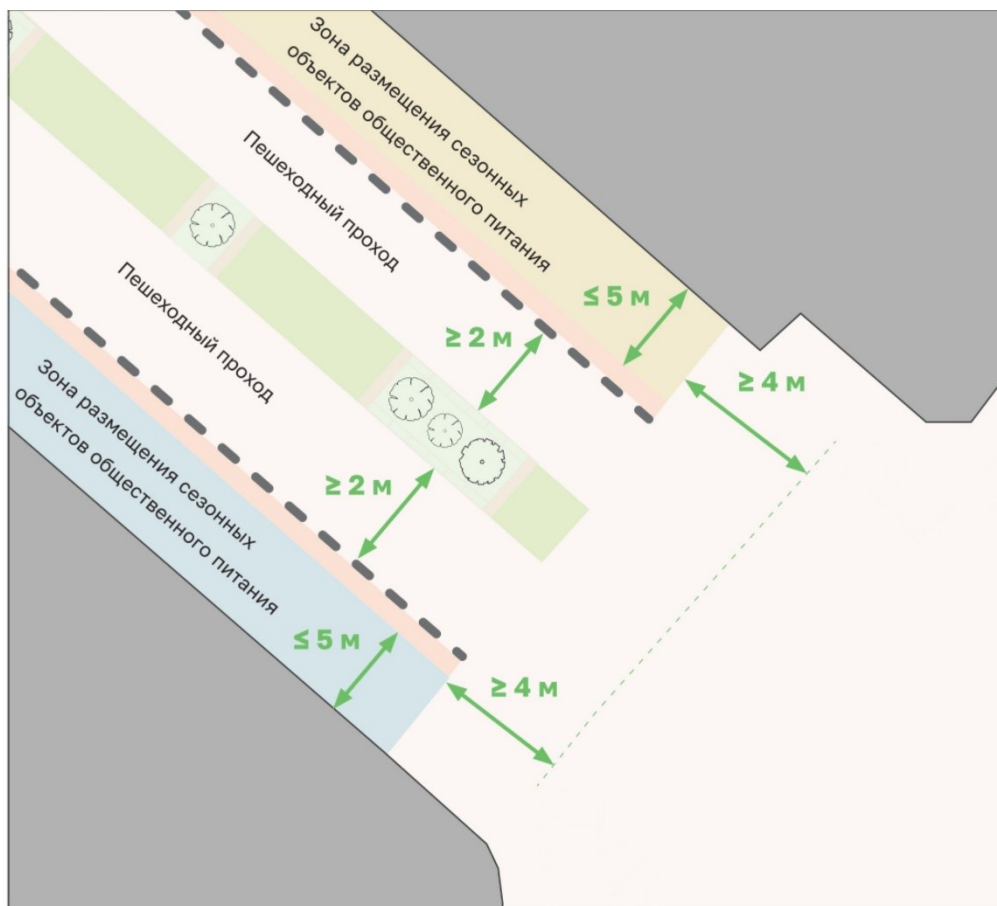 Зона размещения сезонных
объектов общественного питания
Пешеходный проход
≤ 5 м
≥ 2 м
≥ 4 м
Пешеходный проход
≥ 2 м
Зона размещения сезонных
объектов общественного питания
≤ 5 м
≥ 4 м